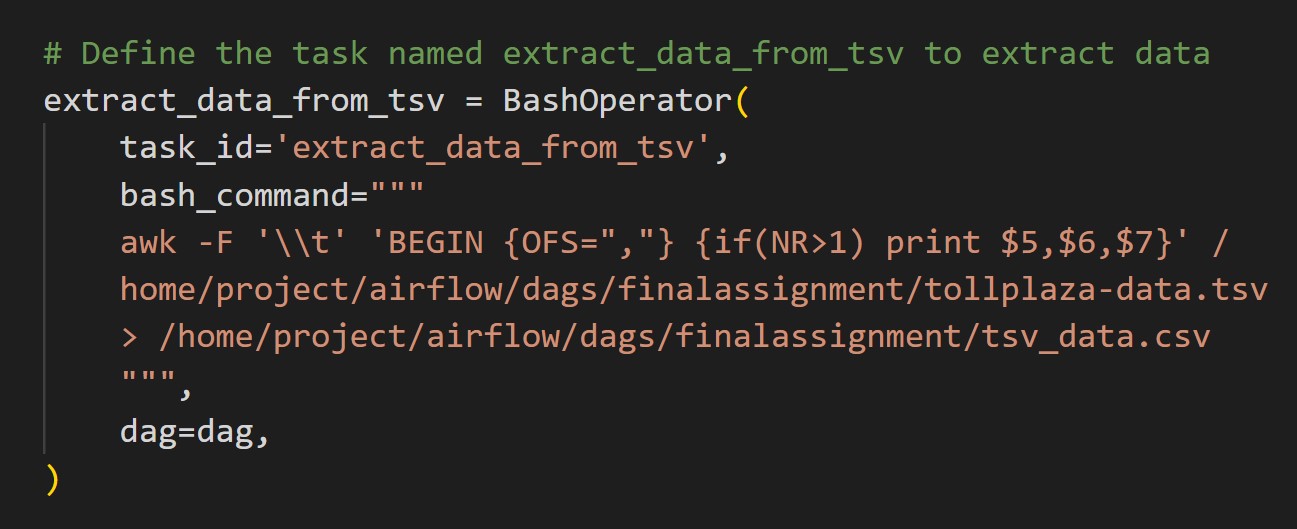 # Define the task named extract_data_from_tsv to extract data
extract_data_from_tsv = BashOperator(
    task_id='extract_data_from_tsv',
    bash_command="""
    awk -F '\\t' 'BEGIN {OFS=","} {if(NR>1) print $5,$6,$7}' /
    home/project/airflow/dags/finalassignment/tollplaza-data.tsv
    > /home/project/airflow/dags/finalassignment/tsv_data.csv
    """,
    dag=dag,
)